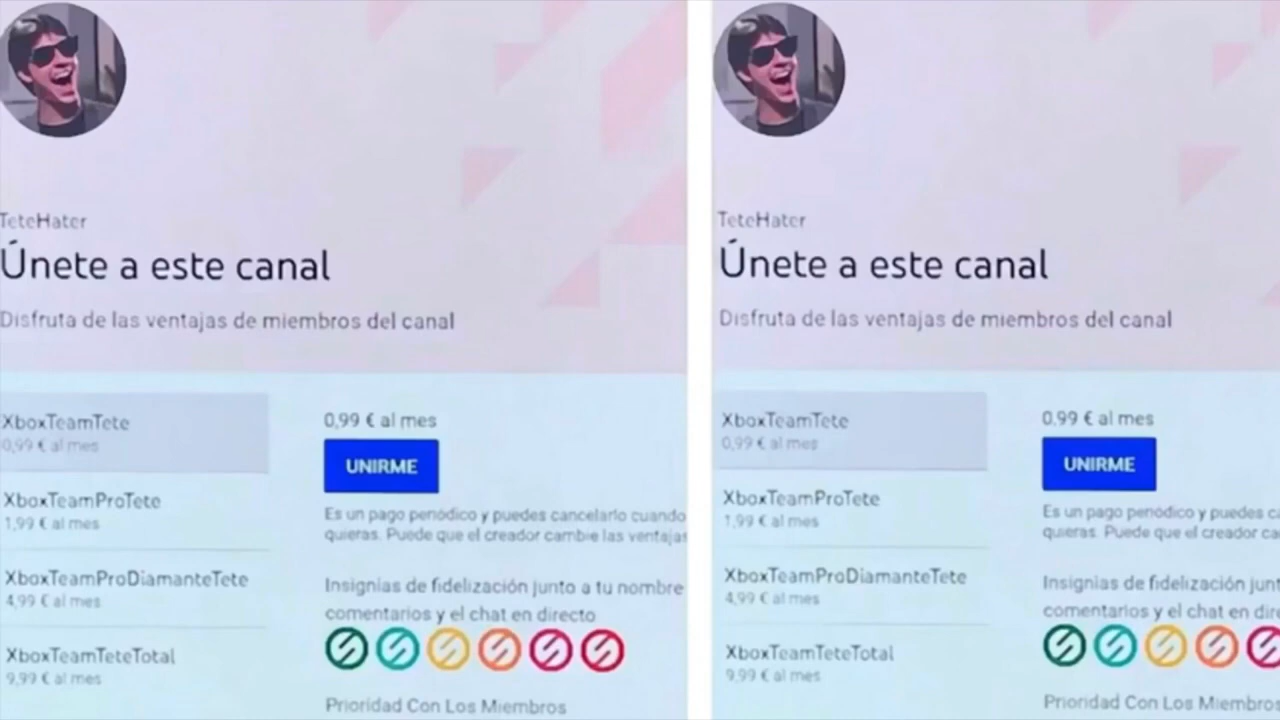 TeteHater
Únete a este canal
Disfruta de las ventajas de miembros del canal
XboxTeamTete
0,99 € al mes
XboxTeamProTete
1,99 € al mes
XboxTeamProDiamanteTete
4,99 € al mes
XboxTeamTeteTotal
9,99 € al mes
0,99 € al mes
UNIRME
Es un pago periódico y puedes cancelarlo cuando
quieras. Puede que el creador cambie las ventajas
Insignias de fidelización junto a tu nombre
comentarios y el chat en directo
Prioridad Con Los Miembros
TeteHater
Únete a este canal
Disfruta de las ventajas de miembros del canal
XboxTeamTete
0,99 € al mes
XboxTeamProTete
1,99 € al mes
XboxTeamProDiamanteTete
4,99 € al mes
XboxTeamTeteTotal
9,99 € al mes
0,99 € al mes
UNIRME
Es un pago periódico y puedes
quieras. Puede que el creador
Insignias de fidelización
comentarios y el chat en
Prioridad Con Los Miembros